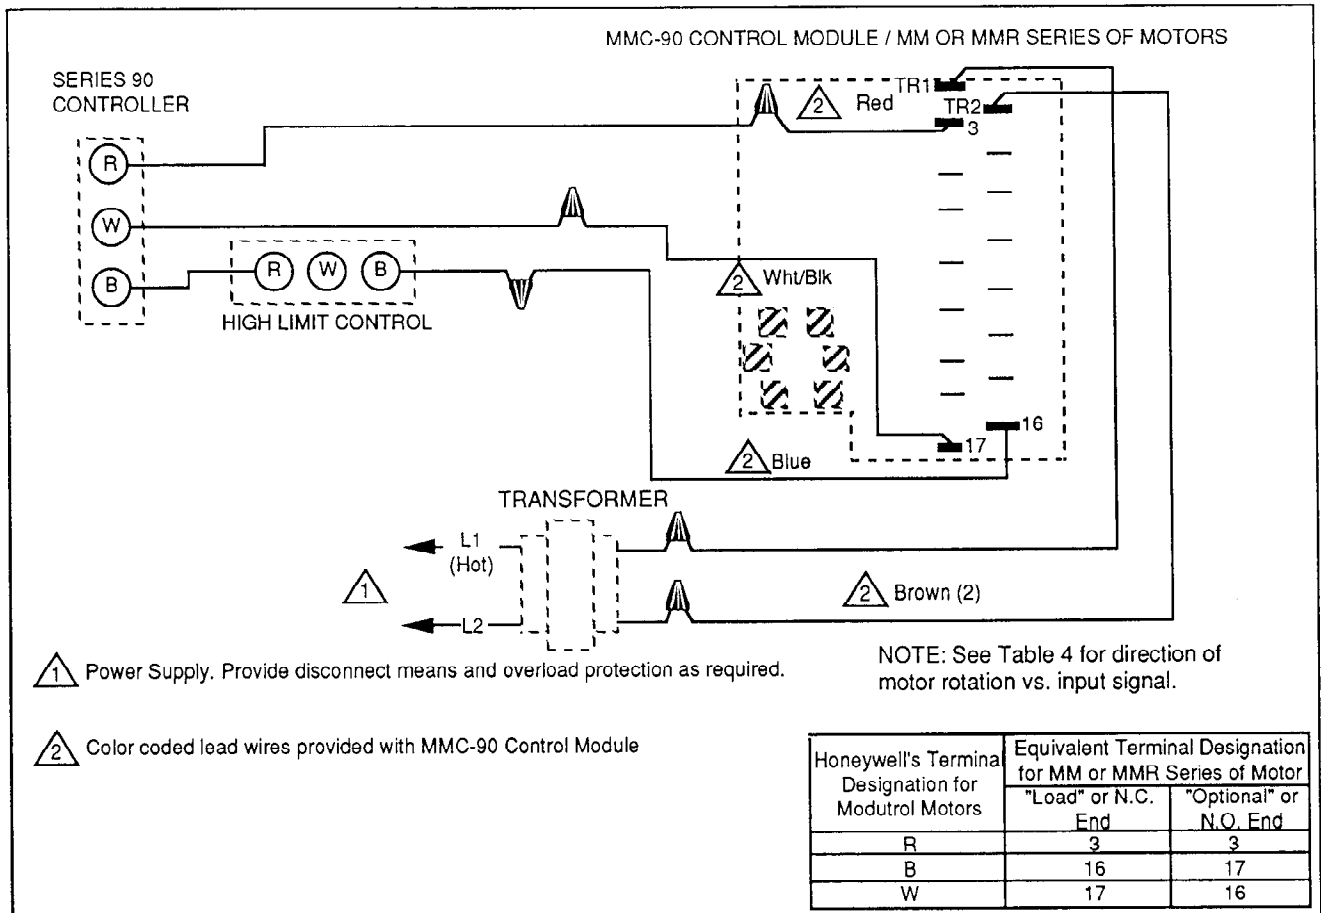 MMC-90 CONTROL MODULE / MM OR MMR SERIES OF MOTORS
SERIES 90
CONTROLLER
TR1
2
Red
TR2
3
R
W
B
R
W
B
HIGH LIMIT CONTROL
2
Wht/Blk
16
17
2
Blue
TRANSFORMER
L1
(Hot)
1
2
Brown (2)
L2
1
Power Supply. Provide disconnect means and overload protection as required.
NOTE: See Table 4 for direction of
motor rotation vs. input signal.
2
Color coded lead wires provided with MMC-90 Control Module
Honeywell's Terminal
Designation for
Modutrol Motors
Equivalent Terminal Designation
for MM or MMR Series of Motor
"Load" or N.C.
End
"Optional" or
N.O. End
R
3
3
B
16
17
W
17
16